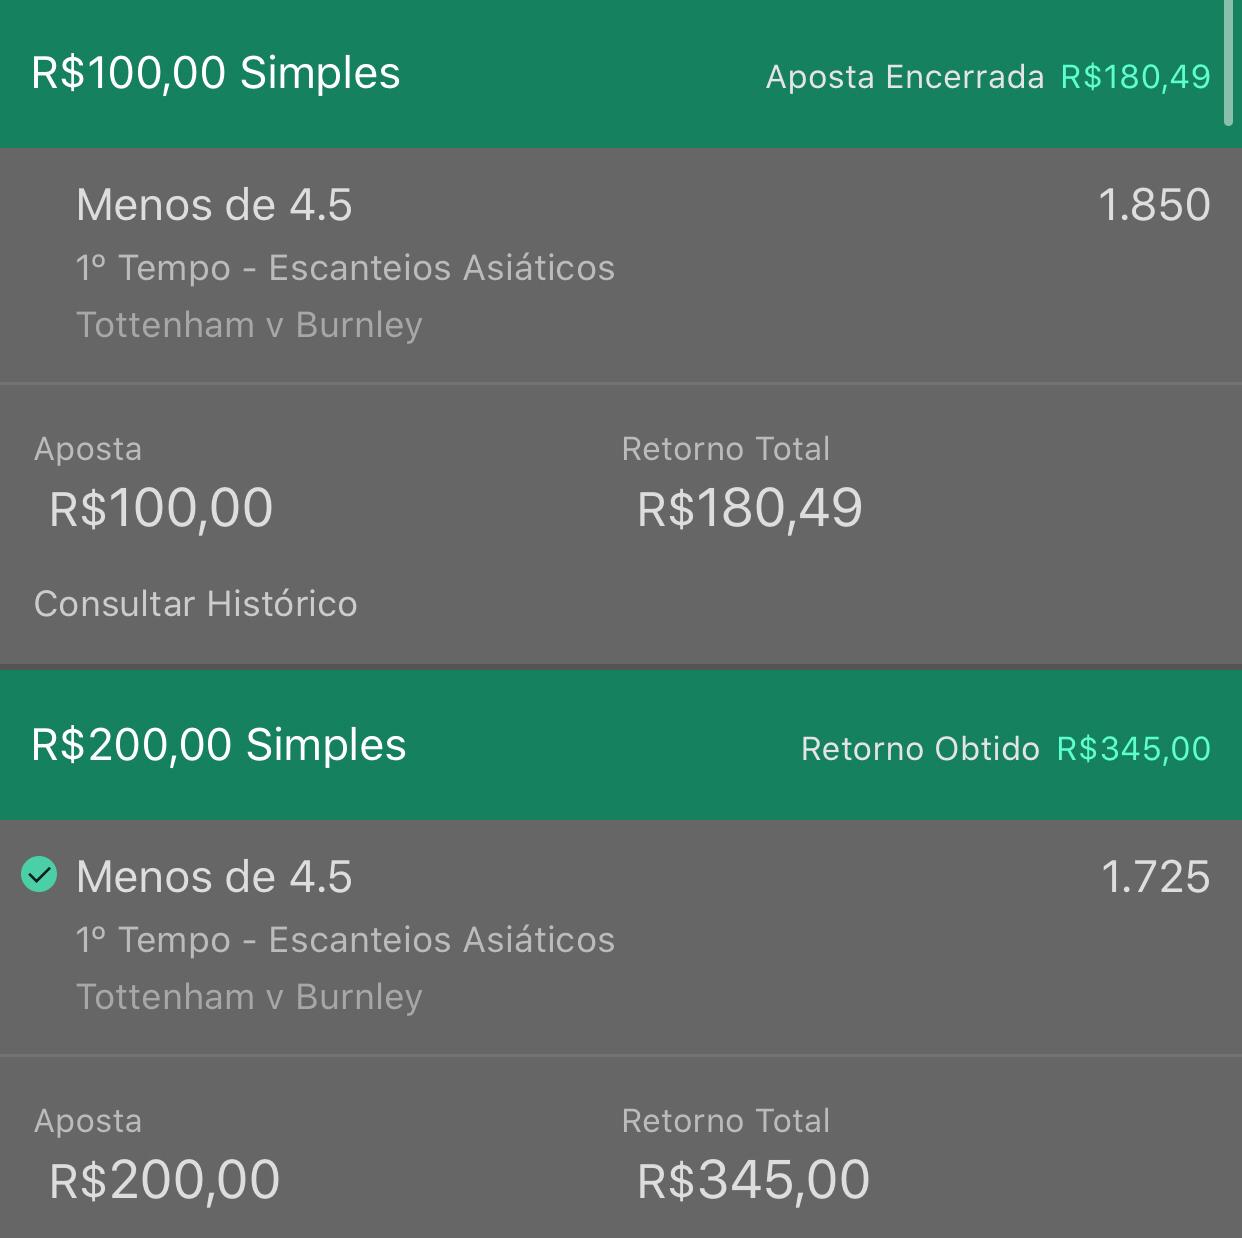 R$100,00 Simples Aposta Encerrada R$180,49
Menos de 4.5 1.850
1º Tempo - Escanteios Asiáticos
Tottenham v Burnley
Aposta Retorno Total
R$100,00 R$180,49
Consultar Histórico
R$200,00 Simples Retorno Obtido R$345,00
Menos de 4.5 1.725
1º Tempo - Escanteios Asiáticos
Tottenham v Burnley
Aposta Retorno Total
R$200,00 R$345,00